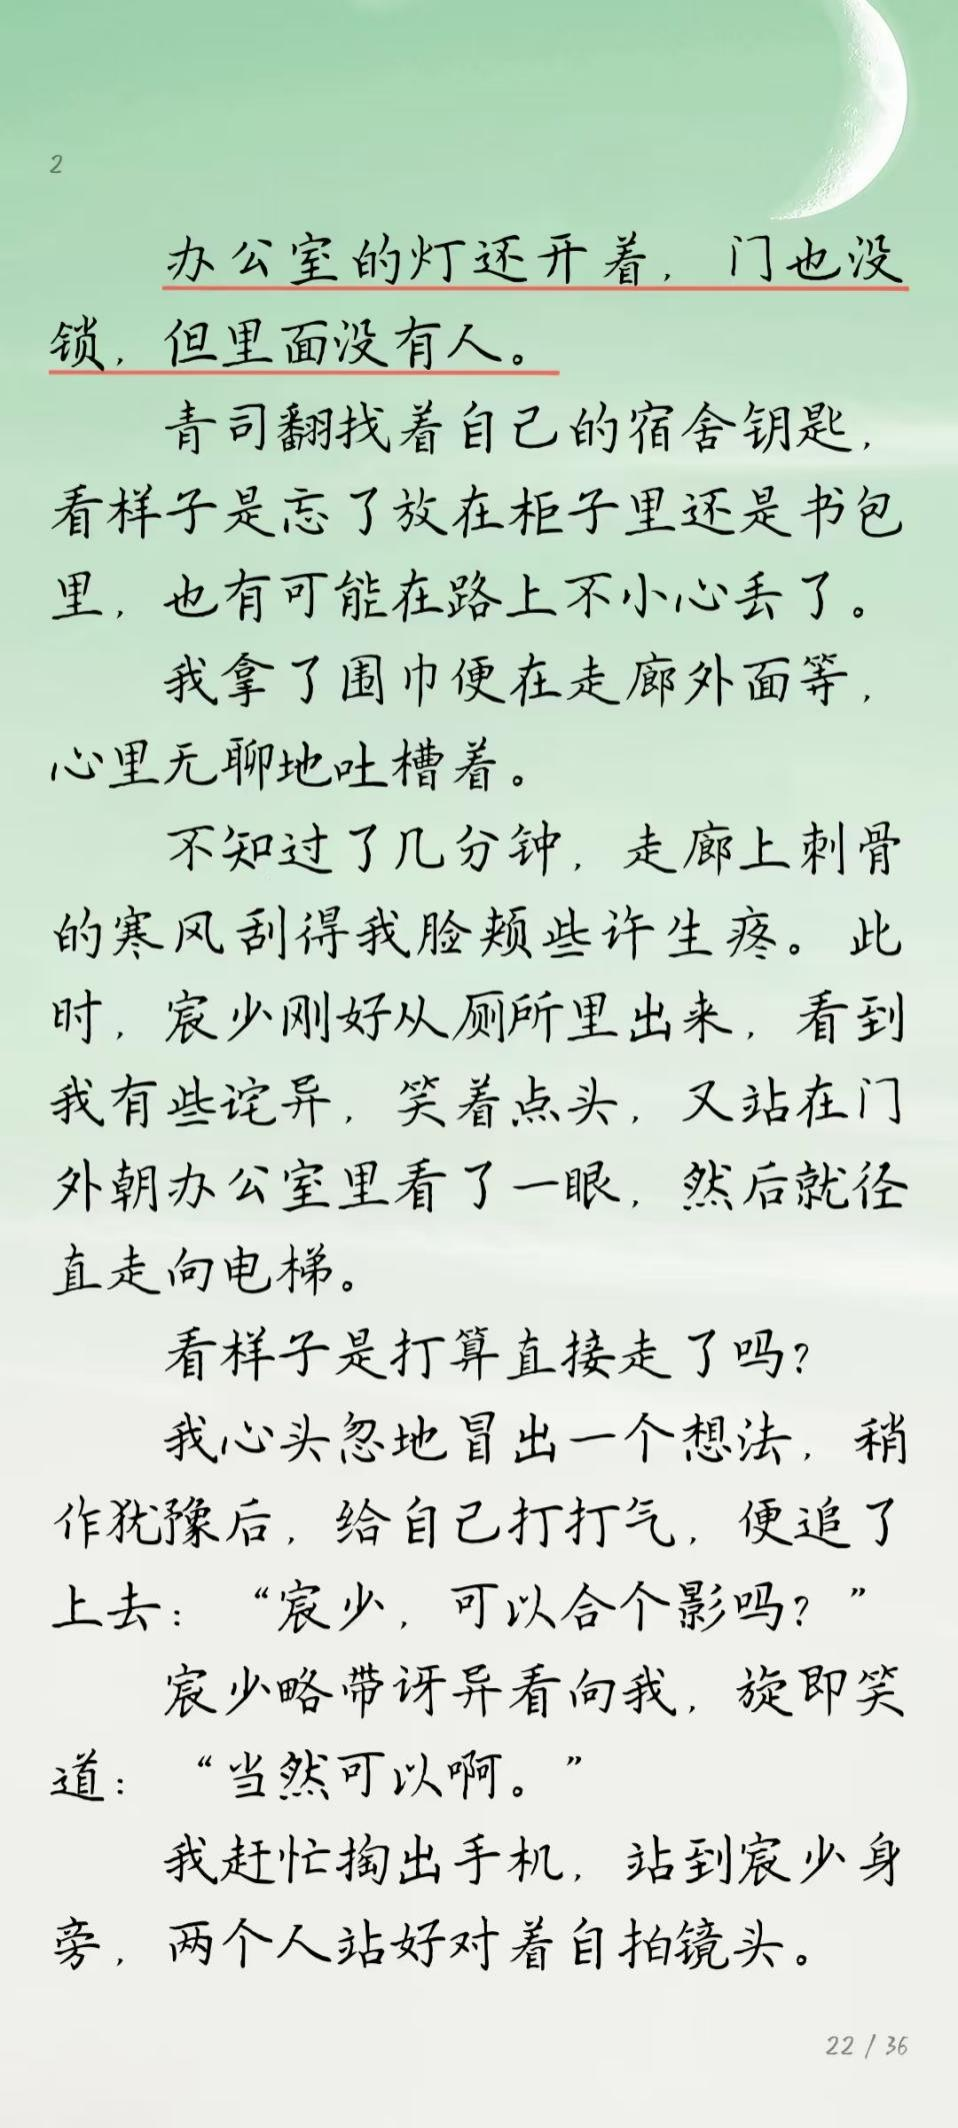 2
办公室的灯还开着，门也没
锁，但里面没有人。
青司翻找着自己的宿舍钥匙，
看样子是忘了放在柜子里还是书包
里，也有可能在路上不小心丢了。
我拿了围巾便在走廊外面等，
心里无聊地吐槽着。
不知过了几分钟，走廊上刺骨
的寒风刮得我脸颊些许生疼。此
时，宸少刚好从厕所里出来，看到
我有些诧异，笑着点头，又站在门
外朝办公室里看了一眼，然后就径
直走向电梯。
看样子是打算直接走了吗？
我心头忽地冒出一个想法，稍
作犹豫后，给自己打打气，便追了
上去：“宸少，可以合个影吗？”
宸少略带讶异看向我，旋即笑
道：“当然可以啊。”
我赶忙掏出手机，站到宸少身
旁，两个人站好对着自拍镜头。
22 / 36